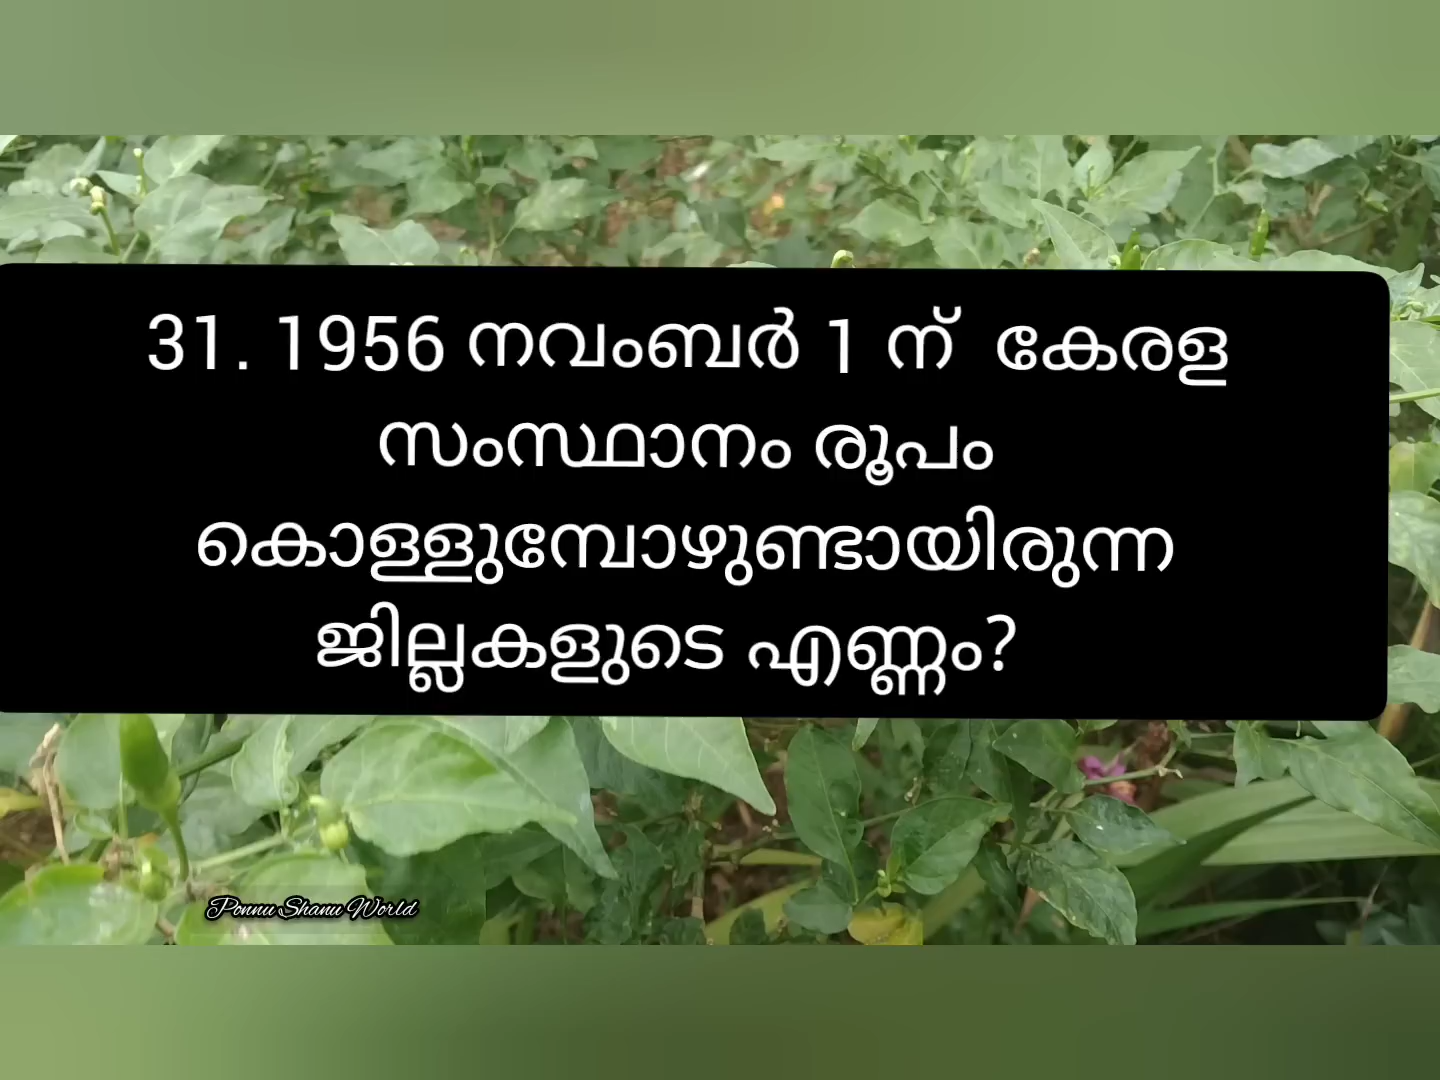 31. 1956 നവംബർ 1 ന് കേരള
സംസ്ഥാനം രൂപം
കൊള്ളുമ്പോഴുണ്ടായിരുന്ന
ജില്ലകളുടെ എണ്ണം?
Ponnu Shanu World